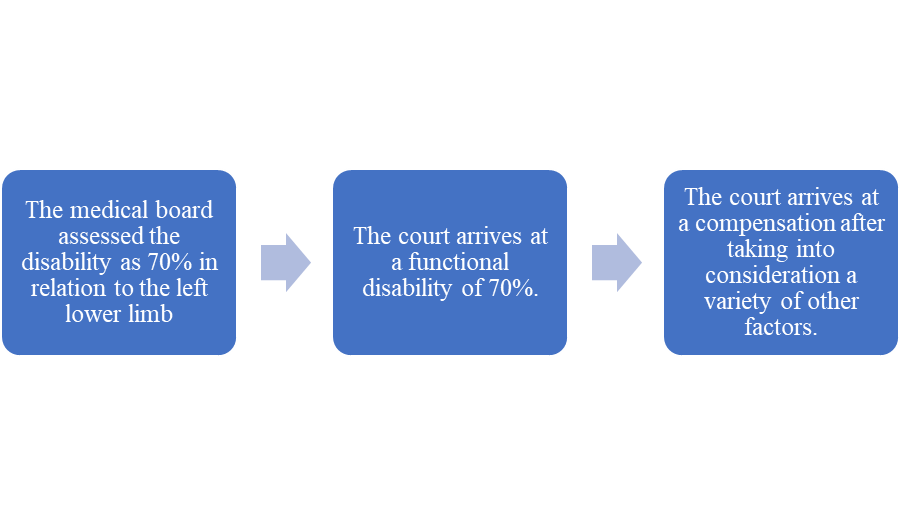 The medical board
assessed the
disability as 70% in
relation to the left
lower limb
The court arrives at
a functional
disability of 70%.
The court arrives at
a compensation after
taking into
consideration a
variety of other
factors.